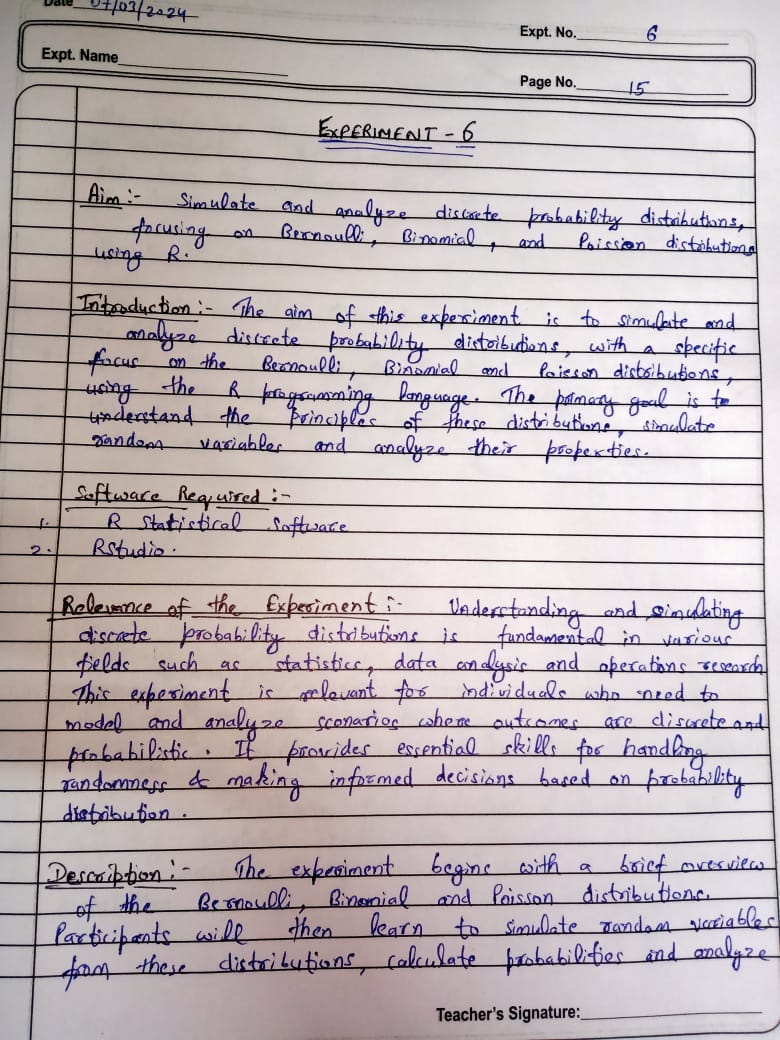 Date 07/03/2024
Expt. No. 6
Expt. Name
Page No. 15
EXPERIMENT - 6
Aim :- Simulate and analyze discrete probability distributions,
focusing on Bernoulli, Binomial, and Poission distributions
using R.
Introduction :- The aim of this experiment is to simulate and
analyze discrete probability distributions, with a specific
focus on the Bernoulli, Binomial and Poisson distributions,
using the R programming language. The primary goal is to
understand the principles of these distributions, simulate
random variables and analyze their properties.
Software Required :-
1. R Statistical Software
2. RStudio.
Relevance of the Experiment :- Understanding and simulating
discrete probability distributions is fundamental in various
fields such as statistics, data analysis and operations research
This experiment is relevant for individuals who need to
model and analyze scenarios where outcomes are discrete and
probabilistic. It provides essential skills for handling
randomness & making informed decisions based on probability
distribution.
Description :- The experiment begins with a brief overview
of the Bernoulli, Binomial and Poisson distributions.
Participants will then learn to simulate random variables
from these distributions, calculate probabilities and analyze
Teacher's Signature: